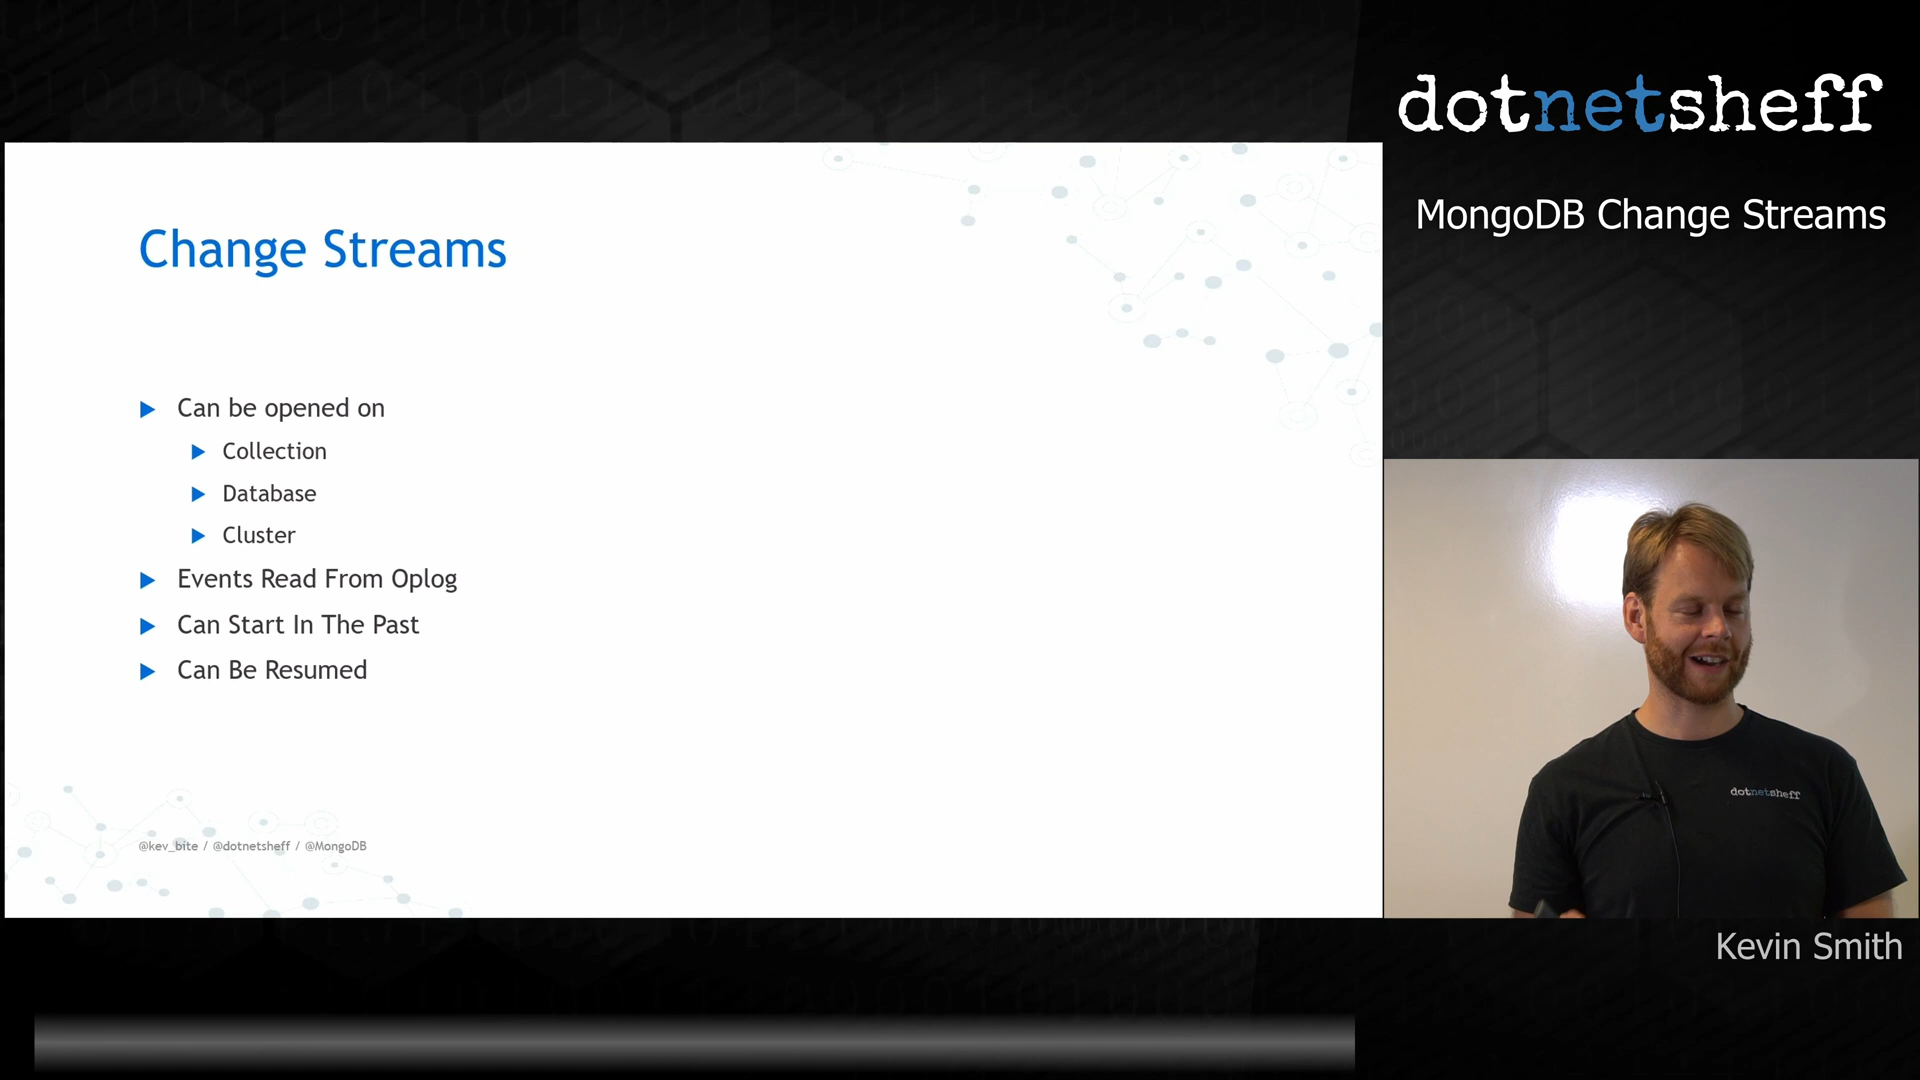 dotnetsheff
MongoDB Change Streams
Change Streams
Can be opened on
Collection
Database
Cluster
Events Read From Oplog
Can Start In The Past
Can Be Resumed
@kev_bite / @dotnetsheff / @MongoDB
dotnetsheff
Kevin Smith